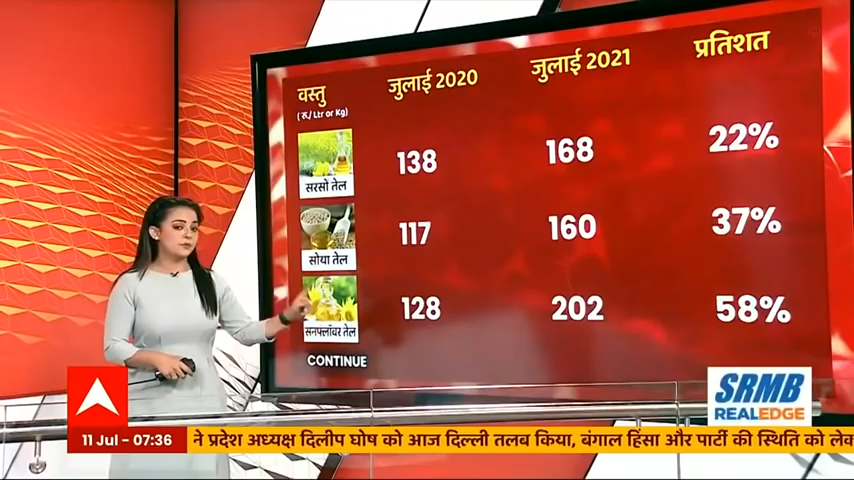 वस्तु जुलाई 2020 जुलाई 2021 प्रतिशत
(रु./ Ltr or Kg)
सरसो तेल 138 168 22%
सोया तेल 117 160 37%
सनफ्लॉवर तेल 128 202 58%
CONTINUE
SRMB
REALEDGE
11 Jul - 07:36 ने प्रदेश अध्यक्ष दिलीप घोष को आज दिल्ली तलब किया, बंगाल हिंसा और पार्टी की स्थिति को लेक